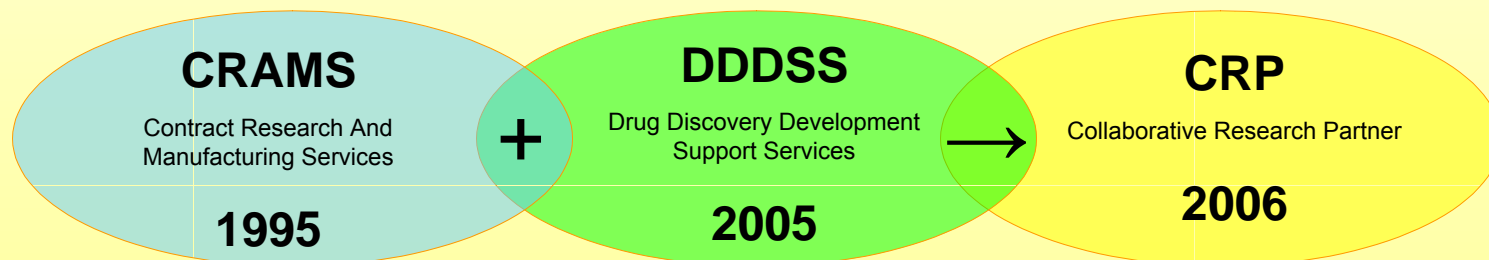 CRAMS
Contract Research And
Manufacturing Services
1995
+
DDDSS
Drug Discovery Development
Support Services
2005
→
CRP
Collaborative Research Partner
2006